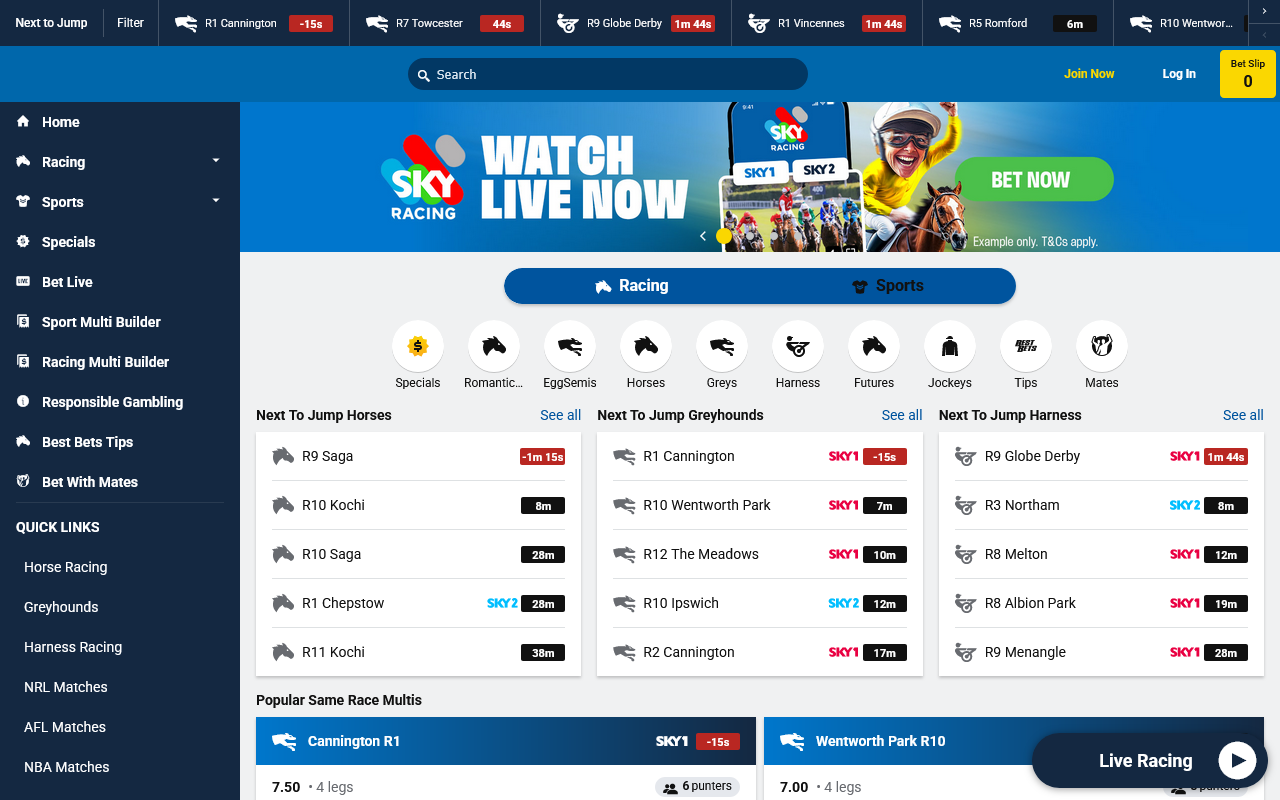 Next to Jump
Filter
R1 Cannington -15s
R7 Towcester 44s
R9 Globe Derby 1m 44s
R1 Vincennes 1m 44s
R5 Romford 6m
R10 Wentwor...
Search
Join Now
Log In
Bet Slip
0
Home
Racing
Sports
Specials
Bet Live
Sport Multi Builder
Racing Multi Builder
Responsible Gambling
Best Bets Tips
Bet With Mates
QUICK LINKS
Horse Racing
Greyhounds
Harness Racing
NRL Matches
AFL Matches
NBA Matches
SKY
RACING
WATCH
LIVE NOW
9:41
SKY
RACING
SKY1 SKY2
400
BET NOW
Example only. T&Cs apply.
Racing
Sports
Specials
Romantic...
EggSemis
Horses
Greys
Harness
Futures
Jockeys
BEST BETS
Tips
Mates
Next To Jump Horses See all
R9 Saga -1m 15s
R10 Kochi 8m
R10 Saga 28m
R1 Chepstow SKY2 28m
R11 Kochi 38m
Next To Jump Greyhounds See all
R1 Cannington SKY1 -15s
R10 Wentworth Park SKY1 7m
R12 The Meadows SKY1 10m
R10 Ipswich SKY2 12m
R2 Cannington SKY1 17m
Next To Jump Harness See all
R9 Globe Derby SKY1 1m 44s
R3 Northam SKY2 8m
R8 Melton SKY1 12m
R8 Albion Park SKY1 19m
R9 Menangle SKY1 28m
Popular Same Race Multis
Cannington R1 SKY1 -15s
7.50 • 4 legs 6 punters
Wentworth Park R10
7.00 • 4 legs punters
Live Racing